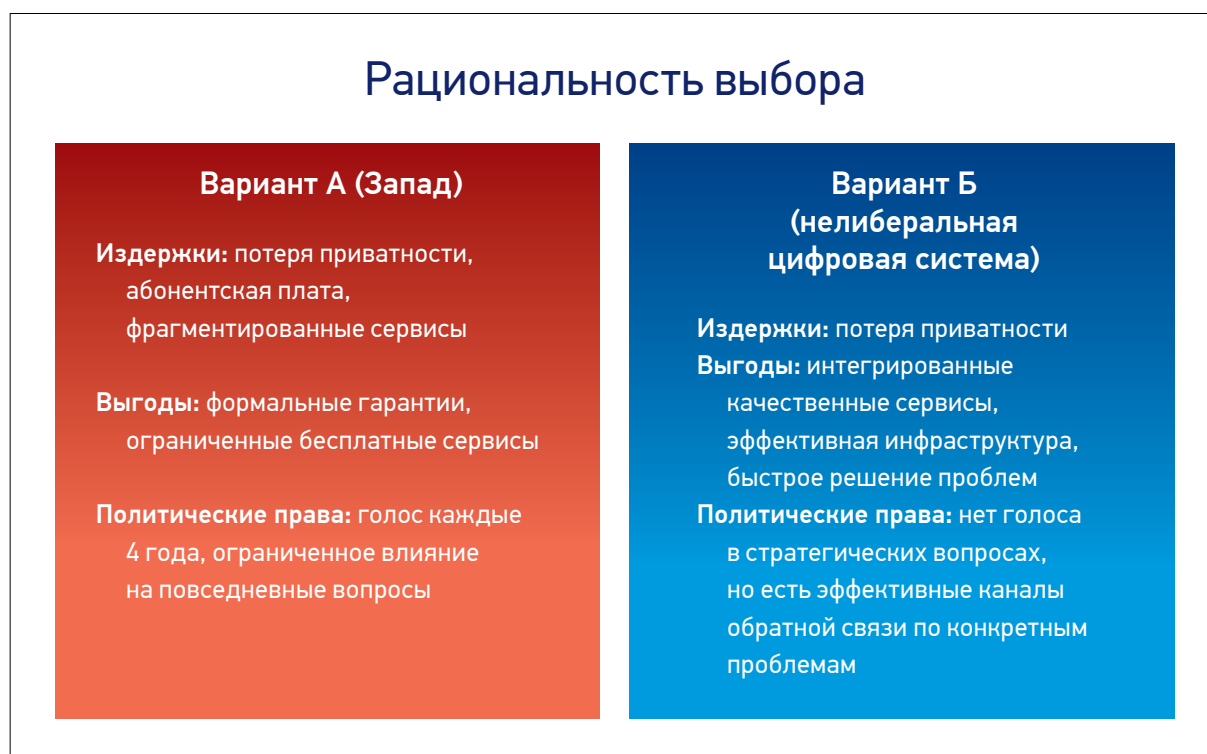 Рациональность выбора
Вариант А (Запад)
Издержки: потеря приватности,
абонентская плата,
фрагментированные сервисы
Выгоды: формальные гарантии,
ограниченные бесплатные сервисы
Политические права: голос каждые
4 года, ограниченное влияние
на повседневные вопросы
Вариант Б
(нелиберальная
цифровая система)
Издержки: потеря приватности
Выгоды: интегрированные
качественные сервисы,
эффективная инфраструктура,
быстрое решение проблем
Политические права: нет голоса
в стратегических вопросах,
но есть эффективные каналы
обратной связи по конкретным
проблемам